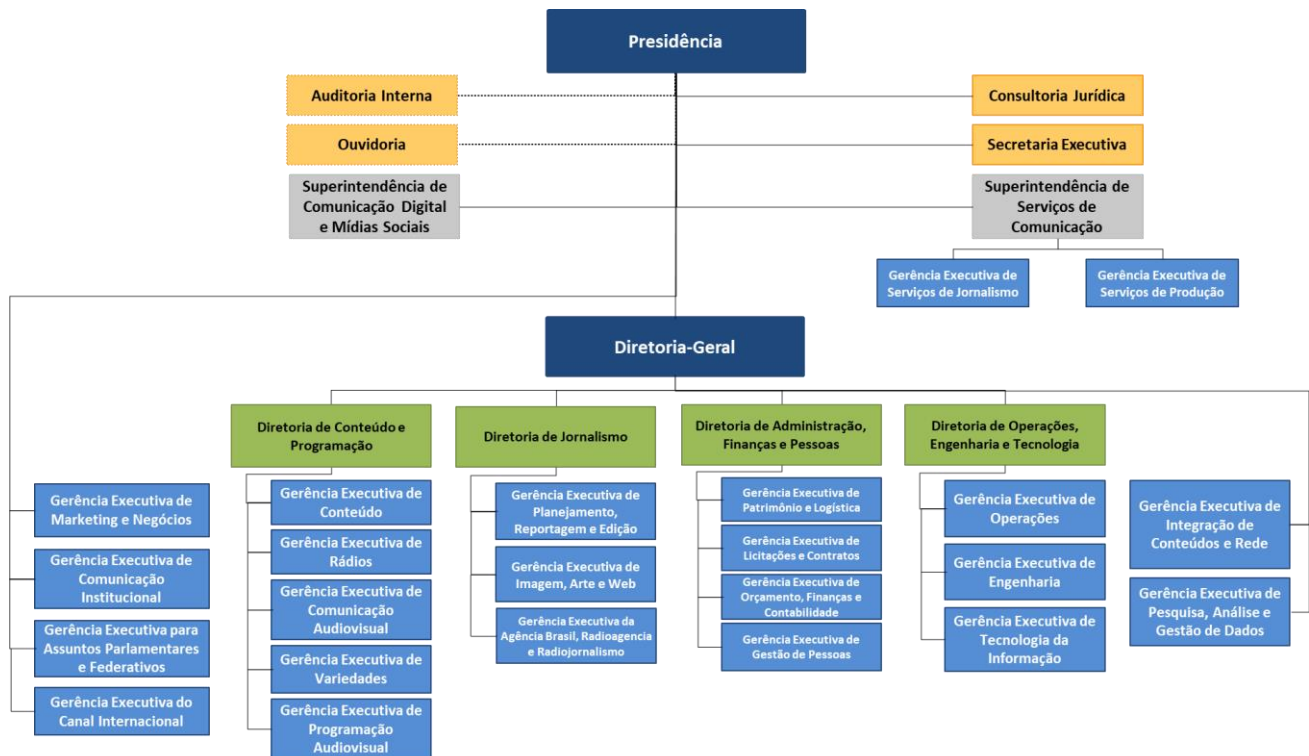 Presidência
Auditoria Interna
Consultoria Jurídica
Ouvidoria
Secretaria Executiva
Superintendência de
Comunicação Digital
e Mídias Sociais
Superintendência de
Serviços de
Comunicação
Gerência Executiva de
Serviços de Jornalismo
Gerência Executiva de
Serviços de Produção
Diretoria-Geral
Diretoria de Conteúdo e
Programação
Diretoria de Jornalismo
Diretoria de Administração,
Finanças e Pessoas
Diretoria de Operações,
Engenharia e Tecnologia
Gerência Executiva de
Marketing e Negócios
Gerência Executiva de
Comunicação
Institucional
Gerência Executiva para
Assuntos Parlamentares
e Federativos
Gerência Executiva do
Canal Internacional
Gerência Executiva de
Conteúdo
Gerência Executiva de
Rádios
Gerência Executiva de
Comunicação
Audiovisual
Gerência Executiva de
Variedades
Gerência Executiva de
Programação
Audiovisual
Gerência Executiva de
Planejamento,
Reportagem e Edição
Gerência Executiva de
Imagem, Arte e Web
Gerência Executiva da
Agência Brasil, Radioagencia
e Radiojornalismo
Gerência Executiva de
Patrimônio e Logística
Gerência Executiva de
Licitações e Contratos
Gerência Executiva de
Orçamento, Finanças e
Contabilidade
Gerência Executiva de
Gestão de Pessoas
Gerência Executiva de
Operações
Gerência Executiva de
Engenharia
Gerência Executiva de
Tecnologia da
Informação
Gerência Executiva de
Integração de
Conteúdos e Rede
Gerência Executiva de
Pesquisa, Análise e
Gestão de Dados